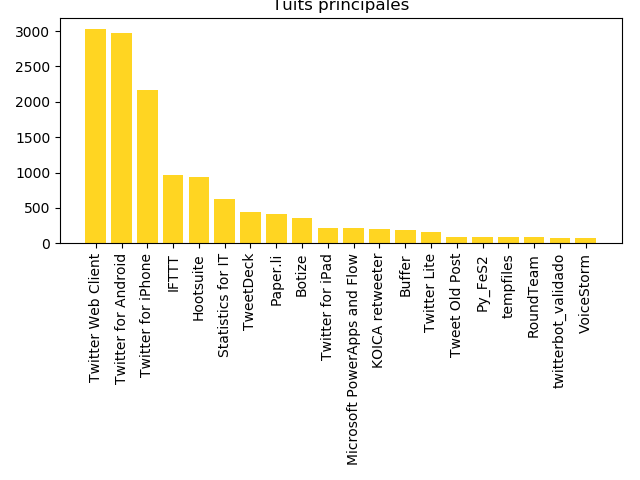 Tuits principales
3000
2500
2000
1500
1000
500
0
Twitter Web Client
Twitter for Android
Twitter for iPhone
IFTTT
Hootsuite
Statistics for IT
TweetDeck
Paper.li
Botize
Twitter for iPad
Microsoft PowerApps and Flow
KOICA retweeter
Buffer
Twitter Lite
Tweet Old Post
Py_FeS2
tempfiles
RoundTeam
twitterbot_validado
VoiceStorm